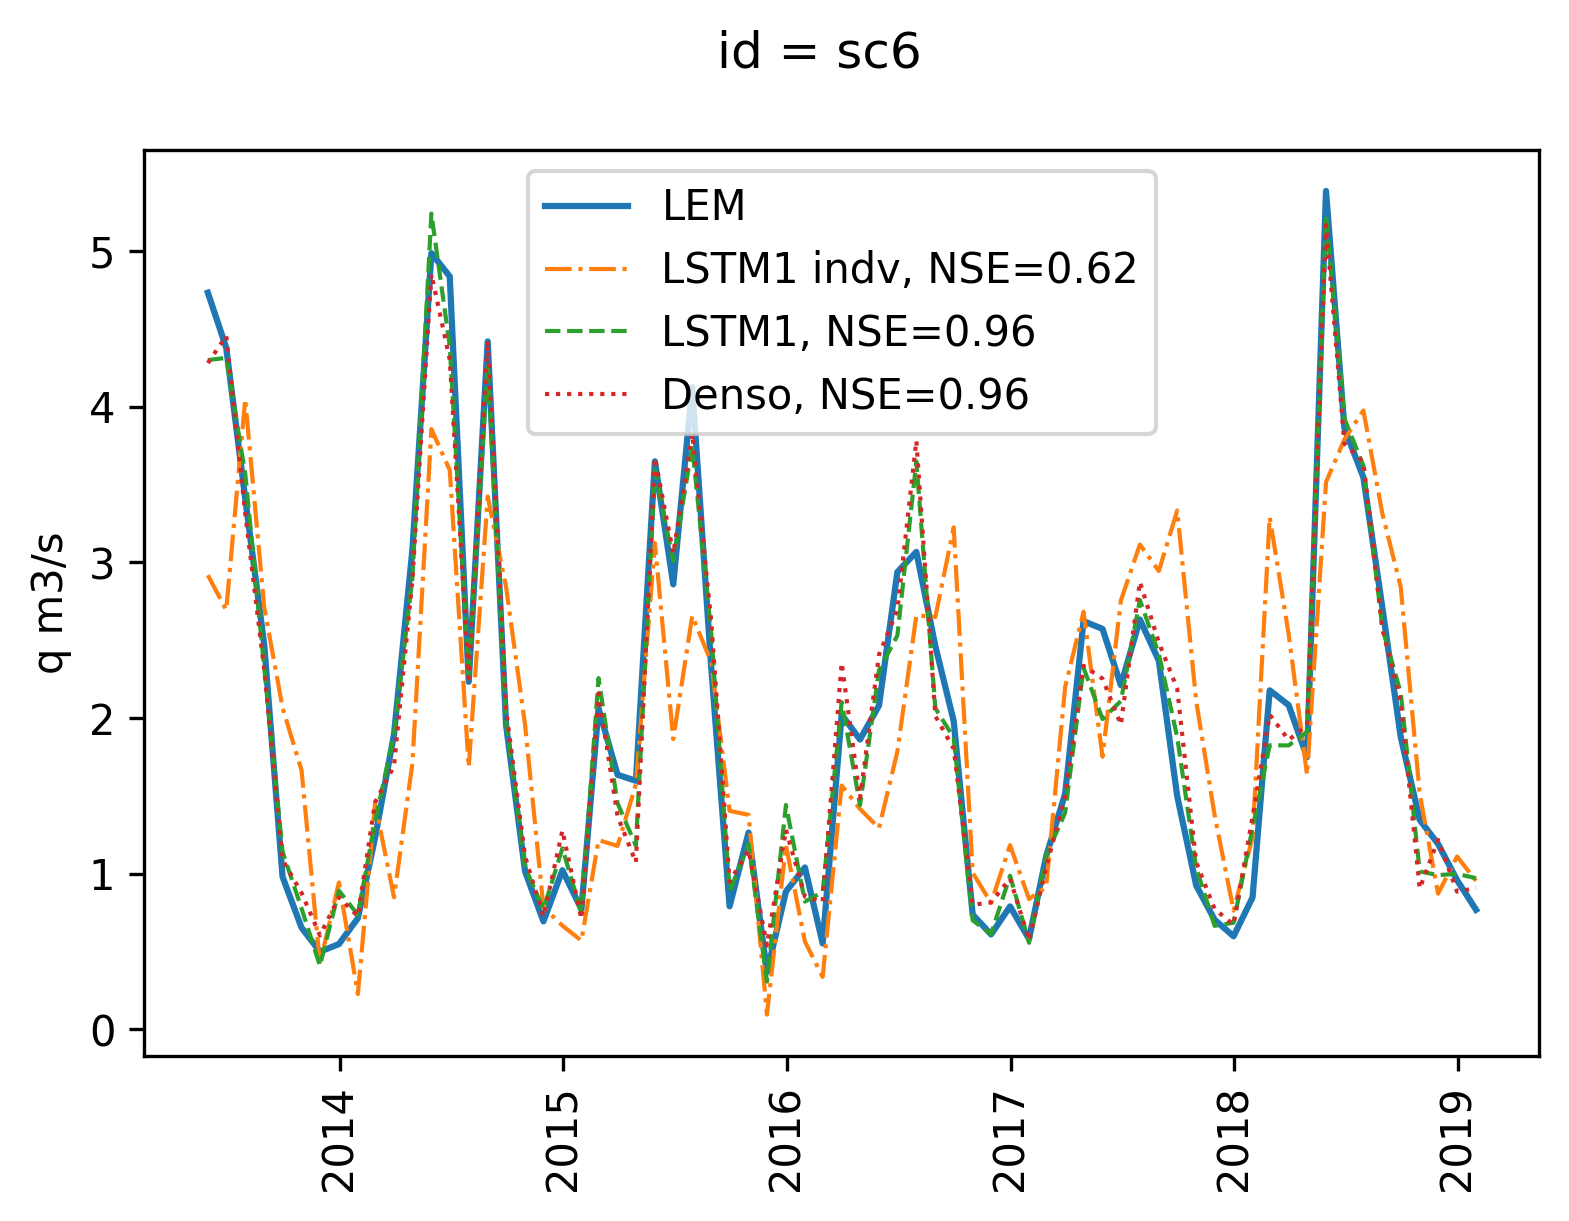 id = sc6
LEM
LSTM1 indv, NSE=0.62
LSTM1, NSE=0.96
Denso, NSE=0.96
q m3/s
5
4
3
2
1
0
2014
2015
2016
2017
2018
2019